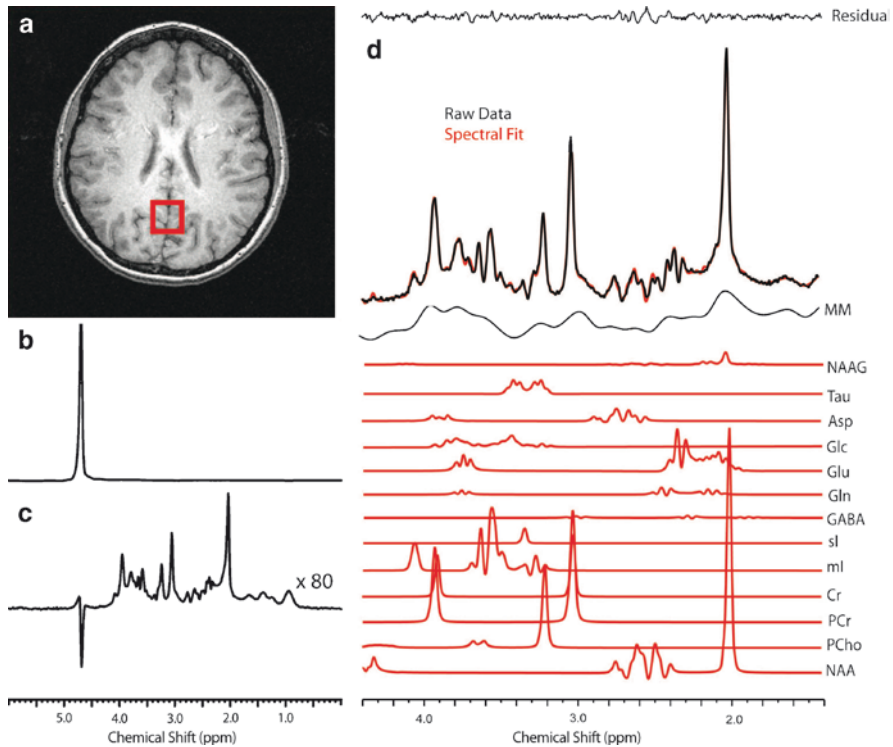 a
b
c
x 80
5.0 4.0 3.0 2.0 1.0
Chemical Shift (ppm)
Residual
d
Raw Data
Spectral Fit
MM
NAAG
Tau
Asp
Glc
Glu
Gln
GABA
sI
mI
Cr
PCr
PCho
NAA
4.0 3.0 2.0
Chemical Shift (ppm)